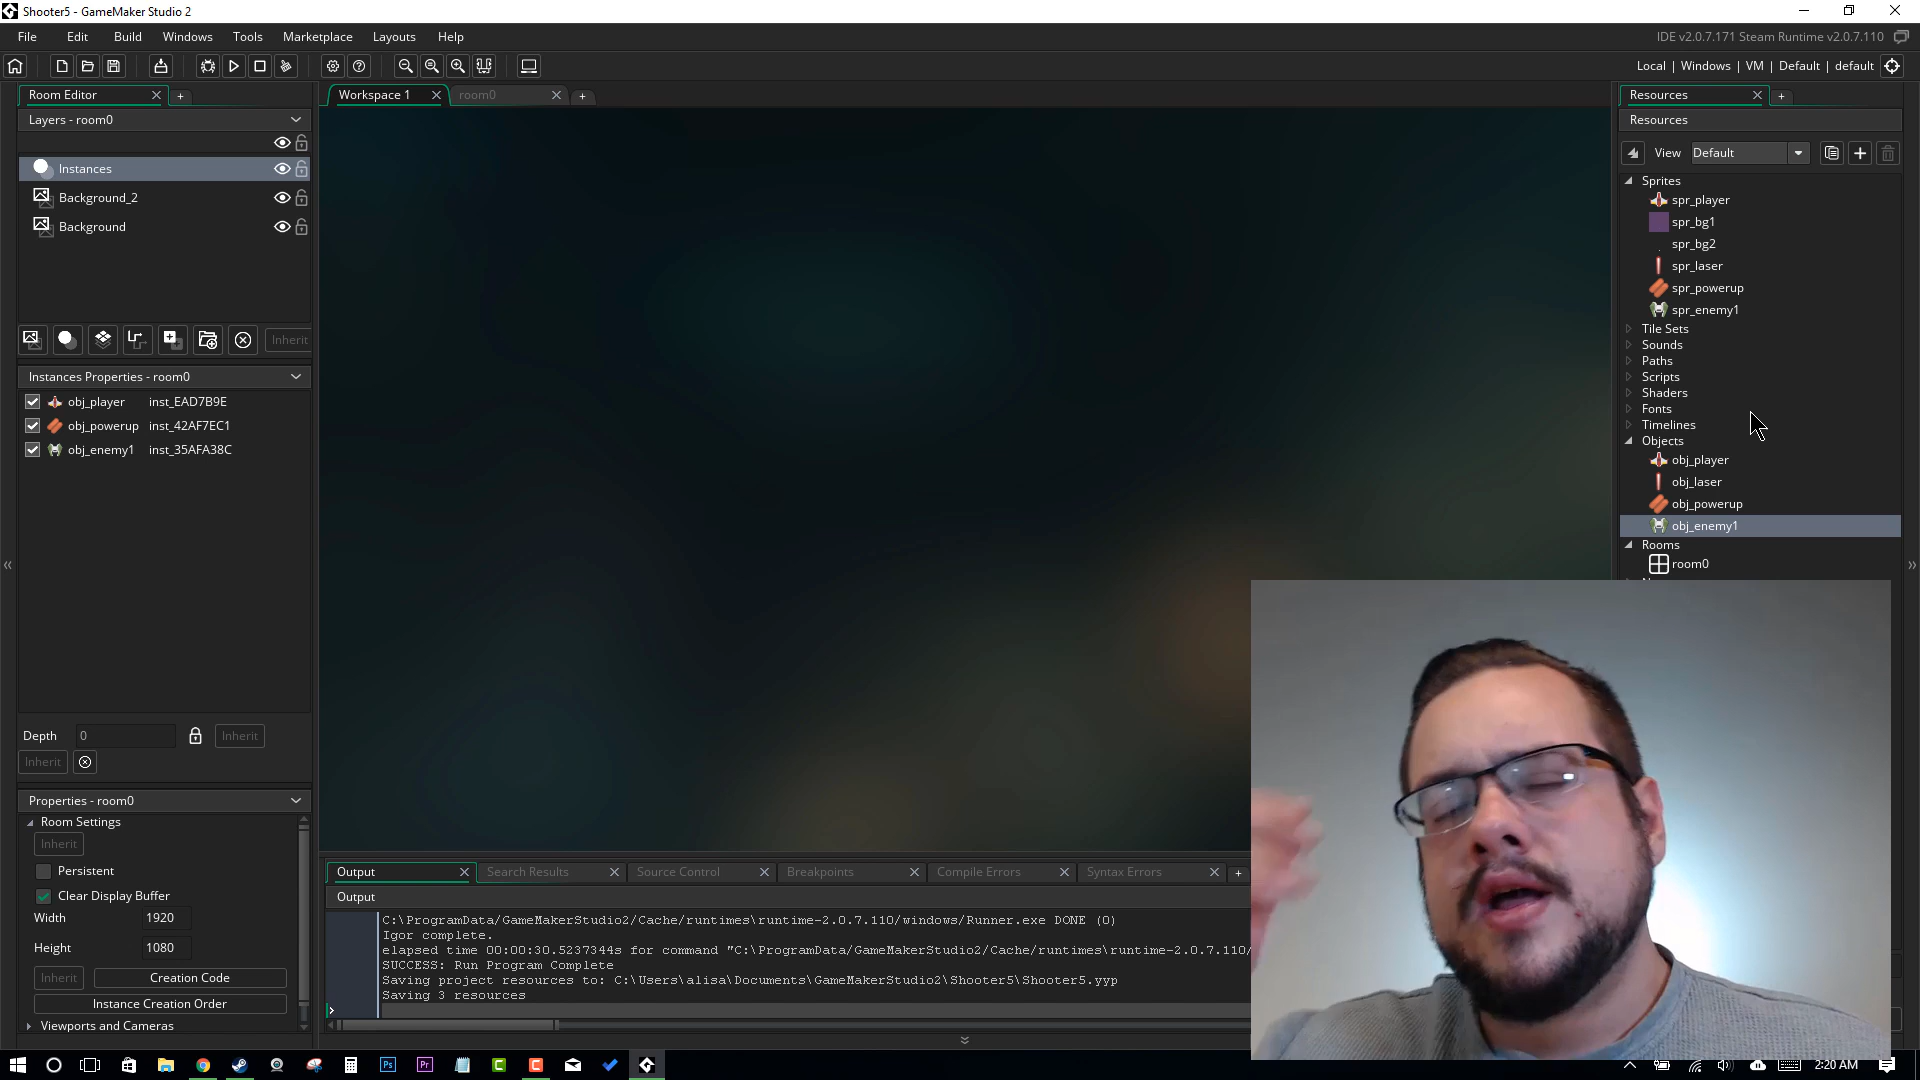 Shooter5 - GameMaker Studio 2
File Edit Build Windows Tools Marketplace Layouts Help
IDE v2.0.7.171 Steam Runtime v2.0.7.110
Local | Windows | VM | Default | default
Room Editor
Layers - room0
Instances
Background_2
Background
Inherit
Instances Properties - room0
obj_player inst_EAD7B9E
obj_powerup inst_42AF7EC1
obj_enemy1 inst_35AFA38C
Depth 0 Inherit
Inherit
Properties - room0
Room Settings
Inherit
Persistent
Clear Display Buffer
Width 1920
Height 1080
Inherit Creation Code
Instance Creation Order
Viewports and Cameras
Workspace 1 room0
Output Search Results Source Control Breakpoints Compile Errors Syntax Errors
Output
C:\ProgramData/GameMakerStudio2/Cache/runtimes\runtime-2.0.7.110/windows/Runner.exe DONE (0)
Igor complete.
elapsed time 00:00:30.5237344s for command "C:\ProgramData/GameMakerStudio2/Cache/runtimes\runtime-2.0.7.110/
SUCCESS: Run Program Complete
Saving project resources to: C:\Users\alisa\Documents\GameMakerStudio2\Shooter5\Shooter5.yyp
Saving 3 resources
Resources
Resources
View Default
Sprites
spr_player
spr_bg1
spr_bg2
spr_laser
spr_powerup
spr_enemy1
Tile Sets
Sounds
Paths
Scripts
Shaders
Fonts
Timelines
Objects
obj_player
obj_laser
obj_powerup
obj_enemy1
Rooms
room0
2:20 AM